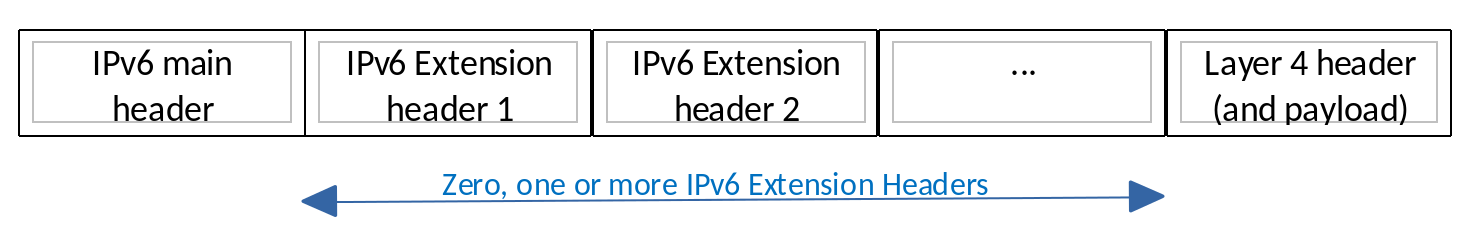 IPv6 main
header
IPv6 Extension
header 1
IPv6 Extension
header 2
...
Layer 4 header
(and payload)
Zero, one or more IPv6 Extension Headers